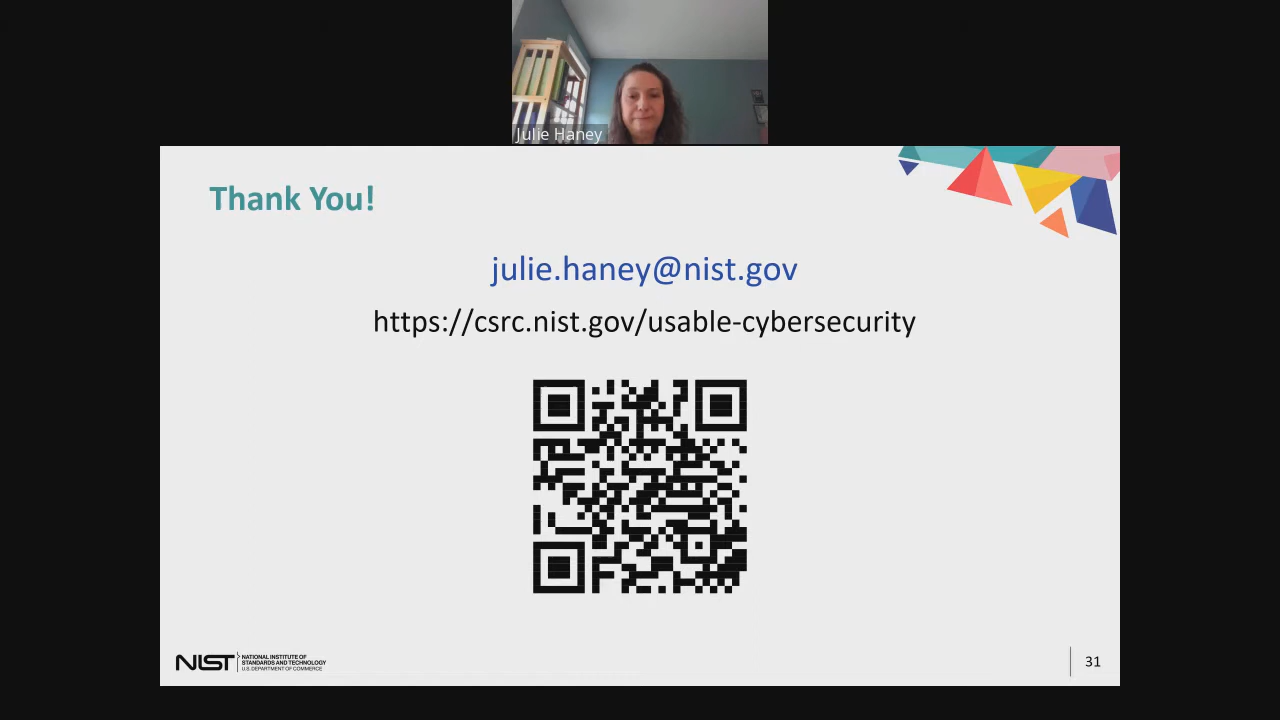 Julie Haney
Thank You!
julie.haney@nist.gov
https://csrc.nist.gov/usable-cybersecurity
NIST
NATIONAL INSTITUTE OF
STANDARDS AND TECHNOLOGY
U.S. DEPARTMENT OF COMMERCE
31